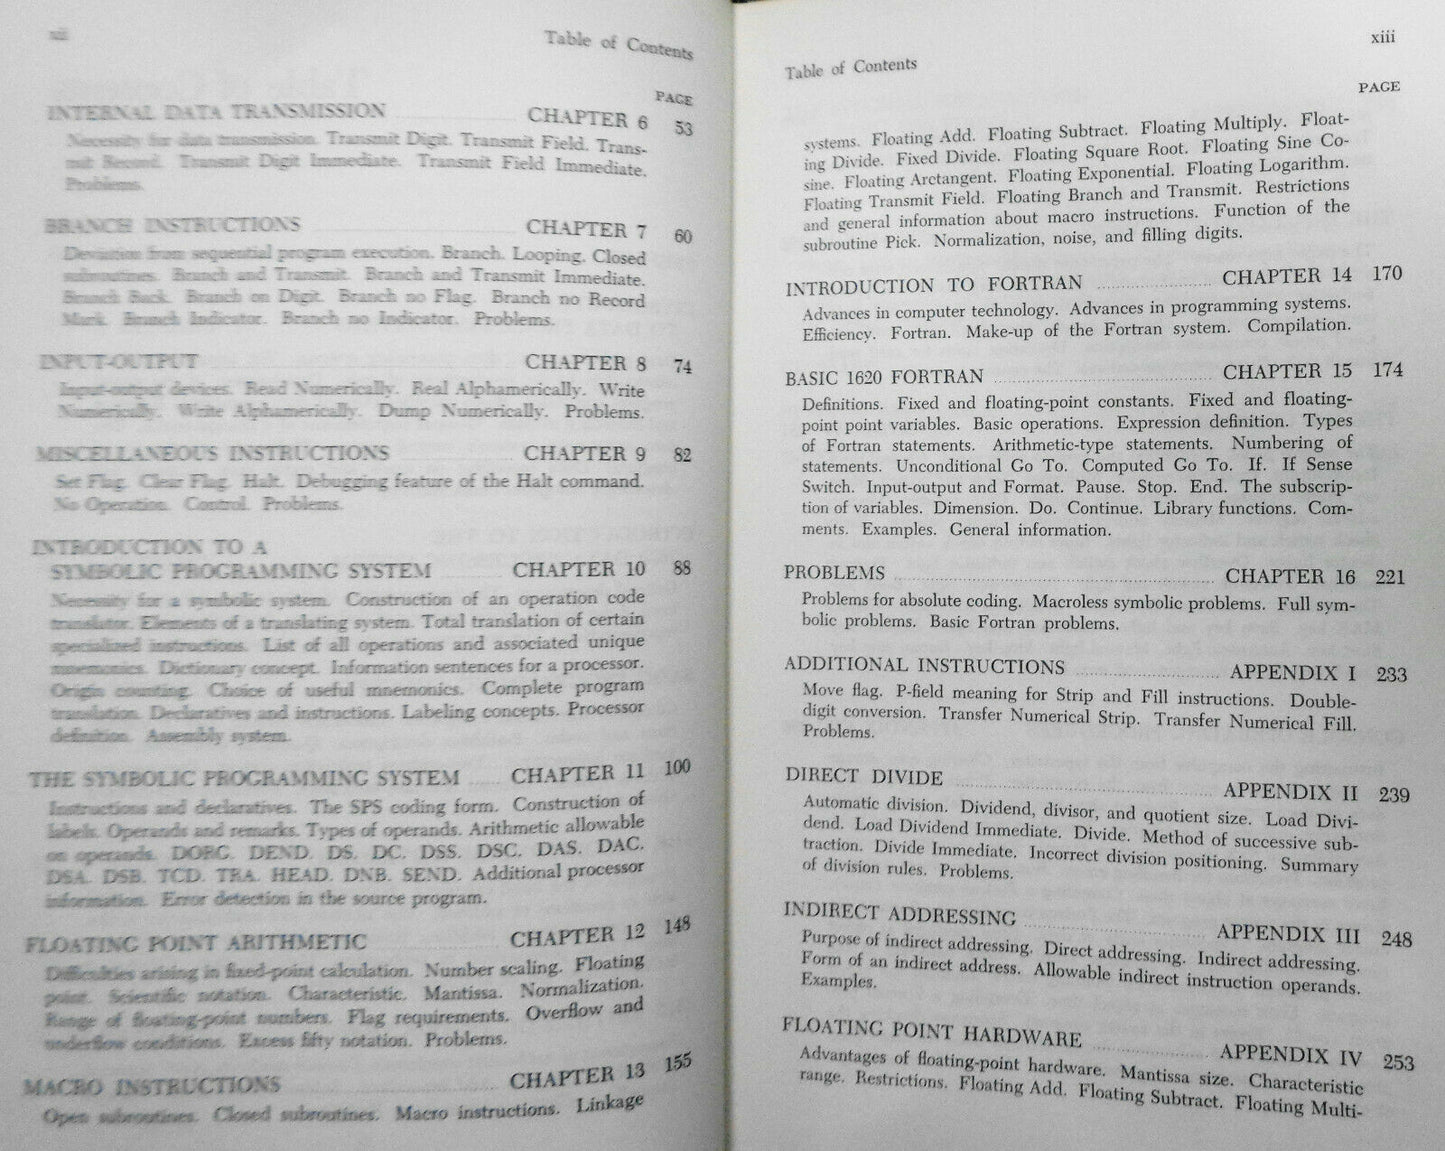 xii
Table of Contents
PAGE
INTERNAL DATA TRANSMISSION CHAPTER 6 53
Necessity for data transmission. Transmit Digit. Transmit Field. Trans-
mit Record. Transmit Digit Immediate. Transmit Field Immediate.
Problems.
BRANCH INSTRUCTIONS ........ CHAPTER 7 60
Deviation from sequential program execution. Branch. Looping. Closed
subroutines. Branch and Transmit. Branch and Transmit Immediate.
Branch Back. Branch on Digit. Branch no Flag. Branch no Record
Mark. Branch Indicator. Branch no Indicator. Problems.
INPUT-OUTPUT ........ CHAPTER 8 74
Input-output devices. Read Numerically. Real Alphamerically. Write
Numerically. Write Alphamerically. Dump Numerically. Problems.
MISCELLANEOUS INSTRUCTIONS ........ CHAPTER 9 82
Set Flag. Clear Flag. Halt. Debugging feature of the Halt command.
No Operation. Control. Problems.
INTRODUCTION TO A
SYMBOLIC PROGRAMMING SYSTEM ........ CHAPTER 10 88
Necessity for a symbolic system. Construction of an operation code
translator. Elements of a translating system. Total translation of certain
specialized instructions. List of all operations and associated unique
mnemonics. Dictionary concept. Information sentences for a processor.
Origin counting. Choice of useful mnemonics. Complete program
translation. Declaratives and instructions. Labeling concepts. Processor
definition. Assembly system.
THE SYMBOLIC PROGRAMMING SYSTEM ...... CHAPTER 11 100
Instructions and declaratives. The SPS coding form. Construction of
labels. Operands and remarks. Types of operands. Arithmetic allowable
on operands. DORG. DEND. DS. DC. DSS. DSC. DAS. DAC.
DSA. DSB. TCD. TRA. HEAD. DNB. SEND. Additional processor
information. Error detection in the source program.
FLOATING POINT ARITHMETIC ........ CHAPTER 12 148
Difficulties arising in fixed-point calculation. Number scaling. Floating
point. Scientific notation. Characteristic. Mantissa. Normalization.
Range of floating-point numbers. Flag requirements. Overflow and
underflow conditions. Excess fifty notation. Problems.
MACRO INSTRUCTIONS ........ CHAPTER 13 155
Open subroutines. Closed subroutines. Macro instructions. Linkage
xiii
Table of Contents
PAGE
systems. Floating Add. Floating Subtract. Floating Multiply. Float-
ing Divide. Fixed Divide. Floating Square Root. Floating Sine Co-
sine. Floating Arctangent. Floating Exponential. Floating Logarithm.
Floating Transmit Field. Floating Branch and Transmit. Restrictions
and general information about macro instructions. Function of the
subroutine Pick. Normalization, noise, and filling digits.
INTRODUCTION TO FORTRAN ........ CHAPTER 14 170
Advances in computer technology. Advances in programming systems.
Efficiency. Fortran. Make-up of the Fortran system. Compilation.
BASIC 1620 FORTRAN ........ CHAPTER 15 174
Definitions. Fixed and floating-point constants. Fixed and floating-
point point variables. Basic operations. Expression definition. Types
of Fortran statements. Arithmetic-type statements. Numbering of
statements. Unconditional Go To. Computed Go To. If. If Sense
Switch. Input-output and Format. Pause. Stop. End. The subscrip-
tion of variables. Dimension. Do. Continue. Library functions. Com-
ments. Examples. General information.
PROBLEMS ........ CHAPTER 16 221
Problems for absolute coding. Macroless symbolic problems. Full sym-
bolic problems. Basic Fortran problems.
ADDITIONAL INSTRUCTIONS ........ APPENDIX I 233
Move flag. P-field meaning for Strip and Fill instructions. Double-
digit conversion. Transfer Numerical Strip. Transfer Numerical Fill.
Problems.
DIRECT DIVIDE ........ APPENDIX II 239
Automatic division. Dividend, divisor, and quotient size. Load Divi-
dend. Load Dividend Immediate. Divide. Method of successive sub-
traction. Divide Immediate. Incorrect division positioning. Summary
of division rules. Problems.
INDIRECT ADDRESSING ........ APPENDIX III 248
Purpose of indirect addressing. Direct addressing. Indirect addressing.
Form of an indirect address. Allowable indirect instruction operands.
Examples.
FLOATING POINT HARDWARE ........ APPENDIX IV 253
Advantages of floating-point hardware. Mantissa size. Characteristic
range. Restrictions. Floating Add. Floating Subtract. Floating Multi-